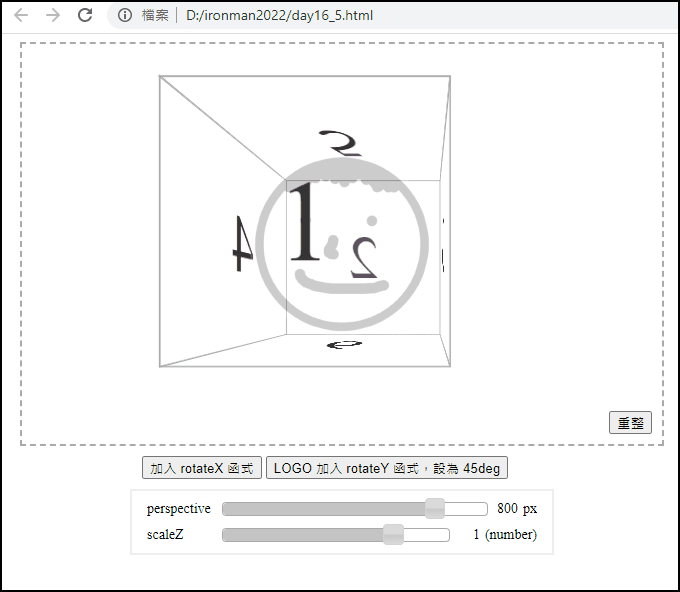 檔案 D:/ironman2022/day16_5.html
5
1
4
2
6
重整
加入 rotateX 函式 LOGO 加入 rotateY 函式，設為 45deg
perspective 800 px
scaleZ 1 (number)